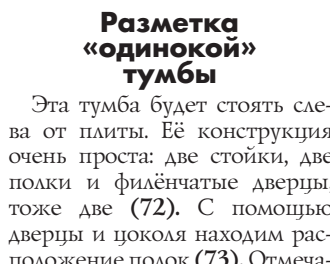 Разметка
«одинокой»
тумбы
Эта тумба будет стоять сле-
ва от плиты. Её конструкция
очень проста: две стойки, две
полки и филёнчатые дверцы,
тоже две (72). С помощью
дверцы и цоколя находим рас-
положение полок (73). Отмеча-